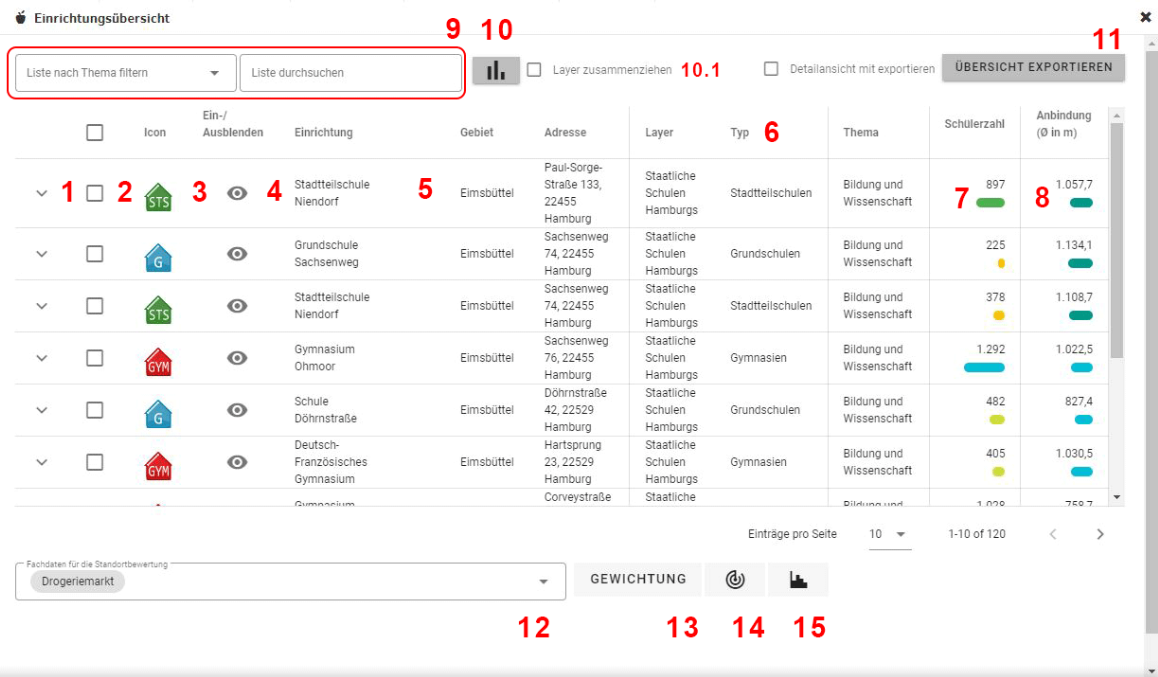 Einrichtungsübersicht
9 10 11
Liste nach Thema filtern Liste durchsuchen Layer zusammenziehen 10.1 Detailansicht mit exportieren ÜBERSICHT EXPORTIEREN
Icon Ein-/
Ausblenden Einrichtung Gebiet Adresse Layer Typ 6 Thema Schülerzahl Anbindung
(Ø in m)
1 2 STS 3 4 Stadtteilschule
Niendorf 5 Eimsbüttel Paul-Sorge-
Straße 133,
22455
Hamburg Staatliche
Schulen
Hamburgs Stadtteilschulen Bildung und
Wissenschaft 7 897 8 1.057,7
G Grundschule
Sachsenweg Eimsbüttel Sachsenweg
74, 22455
Hamburg Staatliche
Schulen
Hamburgs Grundschulen Bildung und
Wissenschaft 225 1.134,1
STS Stadtteilschule
Niendorf Eimsbüttel Sachsenweg
74, 22455
Hamburg Staatliche
Schulen
Hamburgs Stadtteilschulen Bildung und
Wissenschaft 378 1.108,7
GYM Gymnasium
Ohmoor Eimsbüttel Sachsenweg
76, 22455
Hamburg Staatliche
Schulen
Hamburgs Gymnasien Bildung und
Wissenschaft 1.292 1.022,5
G Schule
Döhrnstraße Eimsbüttel Döhrnstraße
42, 22529
Hamburg Staatliche
Schulen
Hamburgs Grundschulen Bildung und
Wissenschaft 482 827,4
GYM Deutsch-
Französisches
Gymnasium Eimsbüttel Hartsprung
23, 22529
Hamburg Staatliche
Schulen
Hamburgs Gymnasien Bildung und
Wissenschaft 405 1.030,5
Gymnasium Corveystraße Staatliche Bildung und 1.028 758,7
Einträge pro Seite 10 1-10 of 120
Fachdaten für die Standortbewertung
Drogeriemarkt GEWICHTUNG
12 13 14 15